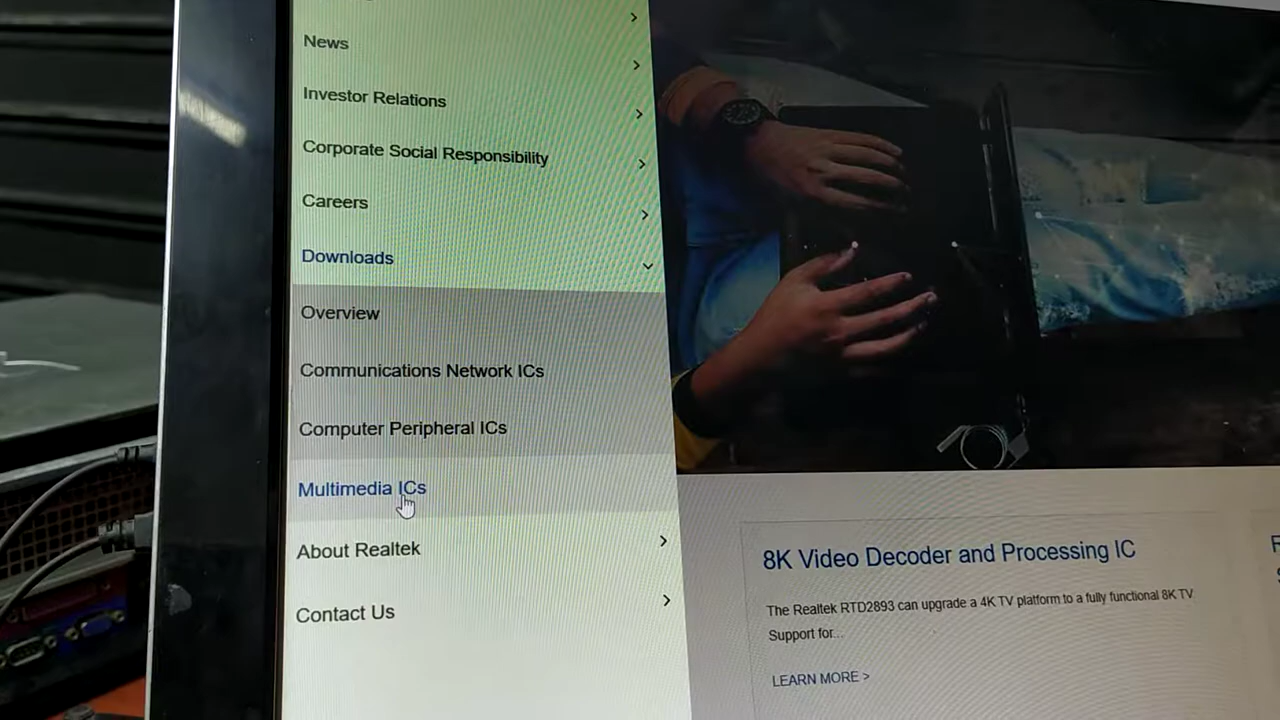 News
Investor Relations
Corporate Social Responsibility
Careers
Downloads
Overview
Communications Network ICs
Computer Peripheral ICs
Multimedia ICs
About Realtek
Contact Us
8K Video Decoder and Processing IC
The Realtek RTD2893 can upgrade a 4K TV platform to a fully functional 8K TV
Support for...
LEARN MORE >